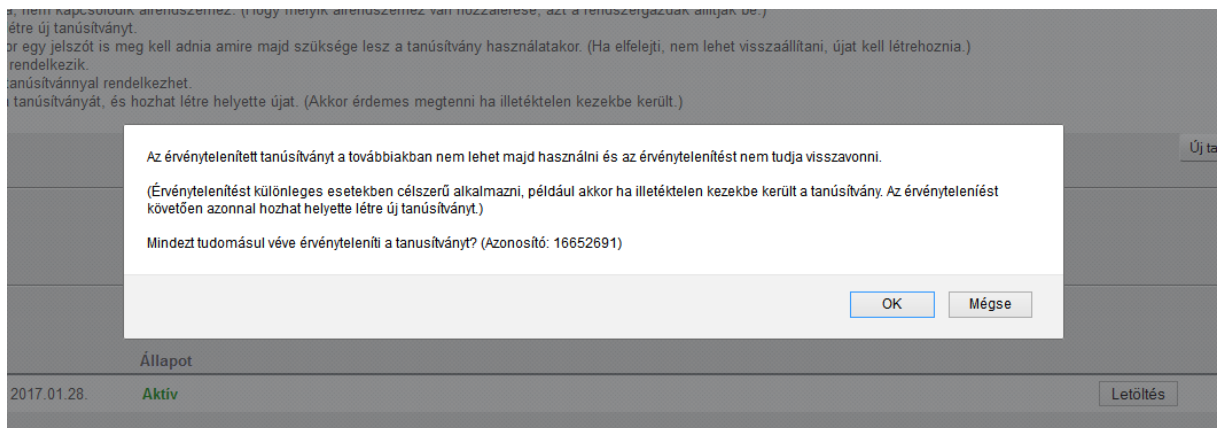 , nem kapcsolódik alrendszerhez. (Hogy melyik alrendszerhez van hozzáférése, azt a rendszergazdák állítják be.)
étre új tanúsítványt.
or egy jelszót is meg kell adnia amire majd szüksége lesz a tanúsítvány használatakor. (Ha elfelejti, nem lehet visszaállítani, újat kell létrehoznia.)
rendelkezik.
tanúsítvánnyal rendelkezhet.
tanúsítványát, és hozhat létre helyette újat. (Akkor érdemes megtenni ha illetéktelen kezekbe került.)
Új ta
Az érvénytelenített tanúsítványt a továbbiakban nem lehet majd használni és az érvénytelenítést nem tudja visszavonni.
(Érvénytelenítést különleges esetekben célszerű alkalmazni, például akkor ha illetéktelen kezekbe került a tanúsítvány. Az érvényteleníést
követően azonnal hozhat helyette létre új tanúsítványt.)
Mindezt tudomásul véve érvényteleníti a tanusítványt? (Azonosító: 16652691)
OK Mégse
Állapot
2017.01.28. Aktív Letöltés